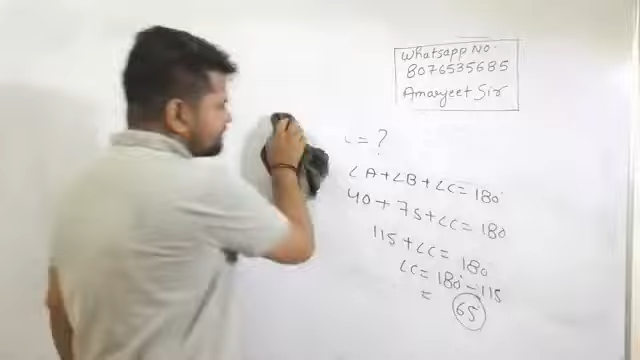 Whatsapp No.
8076535685
Amarjeet Sir
= ?
∠A+∠B+∠C=180°
40+75+∠C=180
115+∠C=180°
∠C=180°-115
= 65